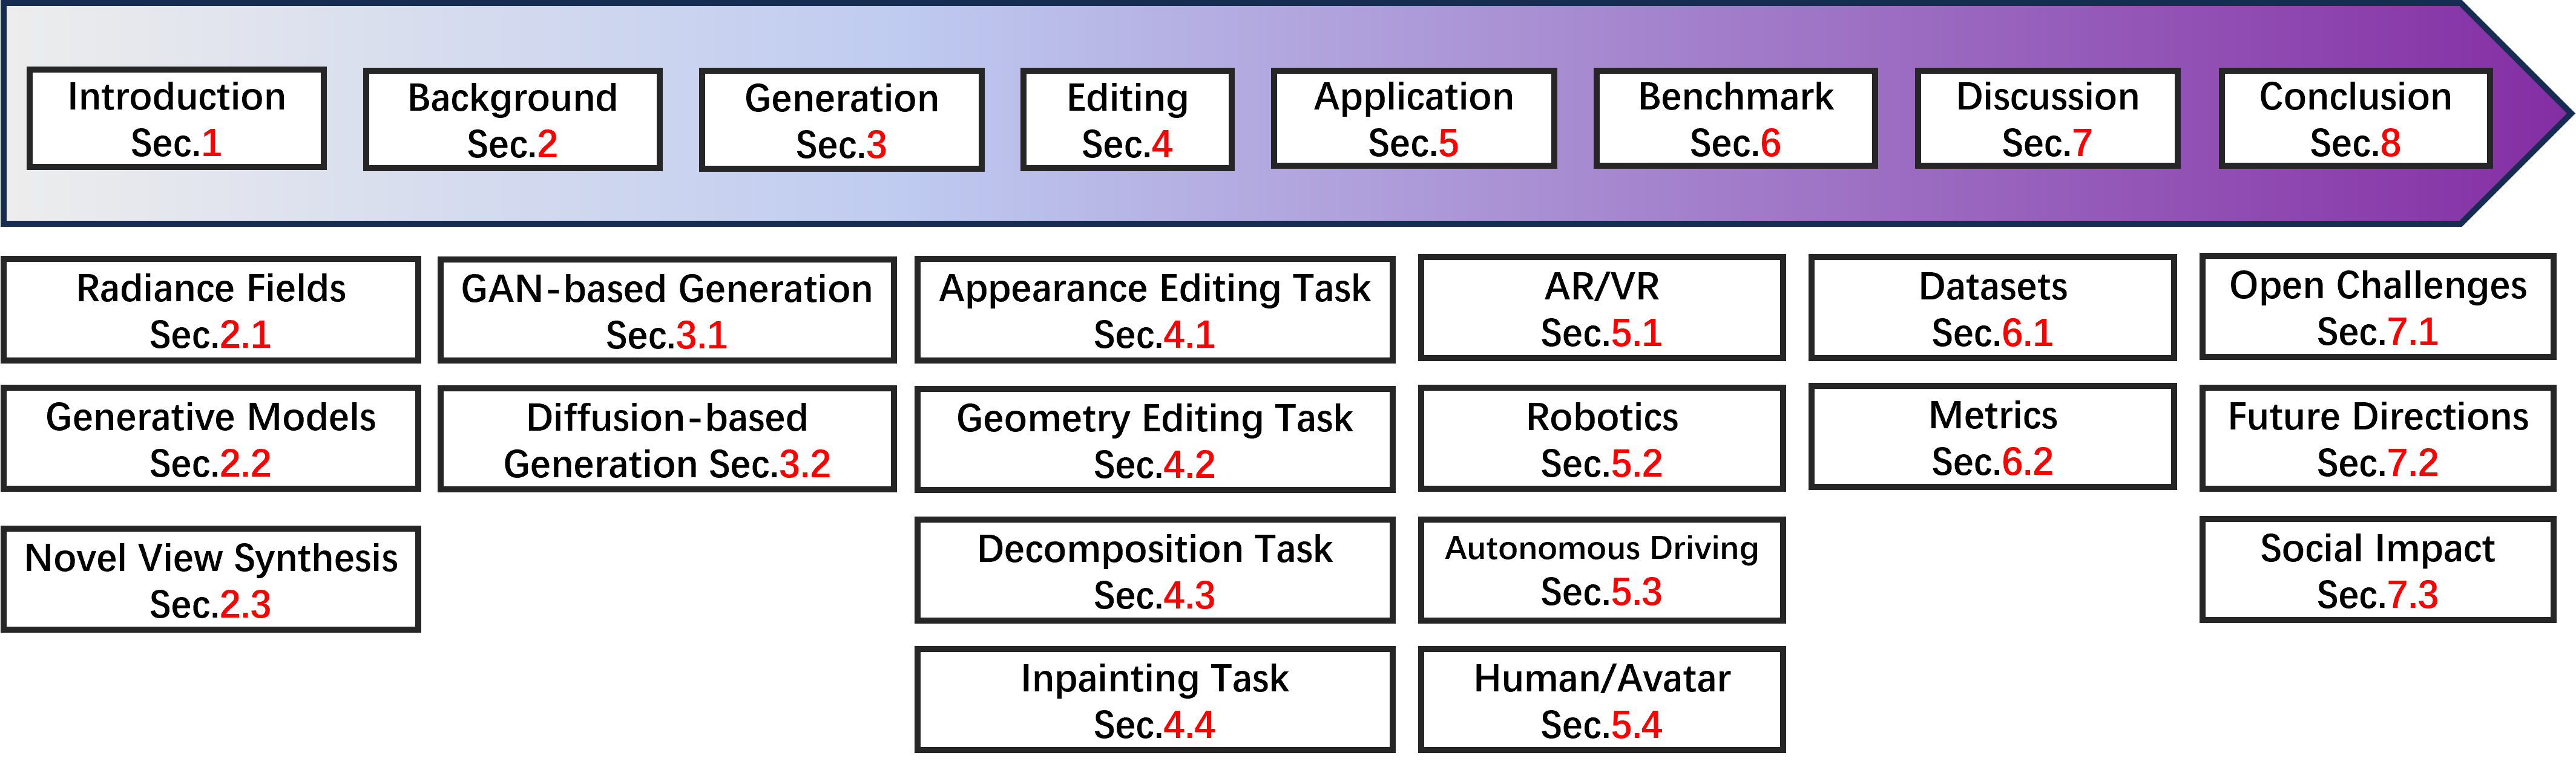 Introduction
Sec.1
Background
Sec.2
Generation
Sec.3
Editing
Sec.4
Application
Sec.5
Benchmark
Sec.6
Discussion
Sec.7
Conclusion
Sec.8
Radiance Fields
Sec.2.1
Generative Models
Sec.2.2
Novel View Synthesis
Sec.2.3
GAN-based Generation
Sec.3.1
Diffusion-based
Generation Sec.3.2
Appearance Editing Task
Sec.4.1
Geometry Editing Task
Sec.4.2
Decomposition Task
Sec.4.3
Inpainting Task
Sec.4.4
AR/VR
Sec.5.1
Robotics
Sec.5.2
Autonomous Driving
Sec.5.3
Human/Avatar
Sec.5.4
Datasets
Sec.6.1
Metrics
Sec.6.2
Open Challenges
Sec.7.1
Future Directions
Sec.7.2
Social Impact
Sec.7.3